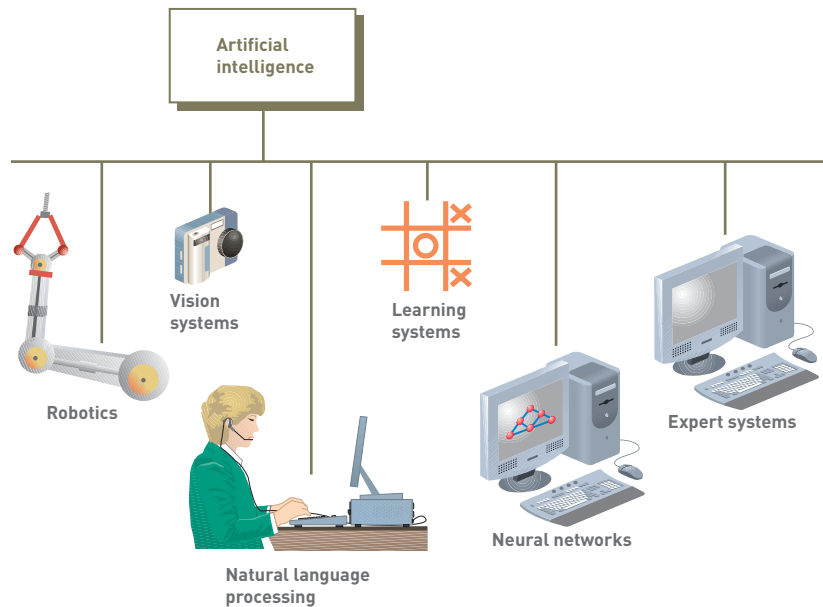 Artificial
intelligence
Vision
systems
Learning
systems
Robotics
Expert systems
Neural networks
Natural language
processing